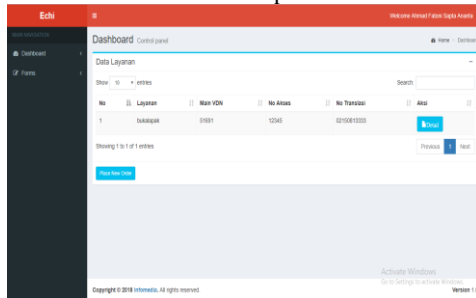 Echi
Welcome Ahmad Fatoni Sapta Ananta
MAIN NAVIGATION
Dashboard
Forms
Dashboard Control panel
Home > Dashboard
Data Layanan
Show 10 entries
Search
No Layanan Main VDN No Akses No Translasi Aksi
1 bukalapak 31691 12345 02150813333 Detail
Showing 1 to 1 of 1 entries
Previous 1 Next
Place New Order
Activate Windows
Go to Settings to activate Windows.
Copyright © 2018 Infomedia. All rights reserved.
Version